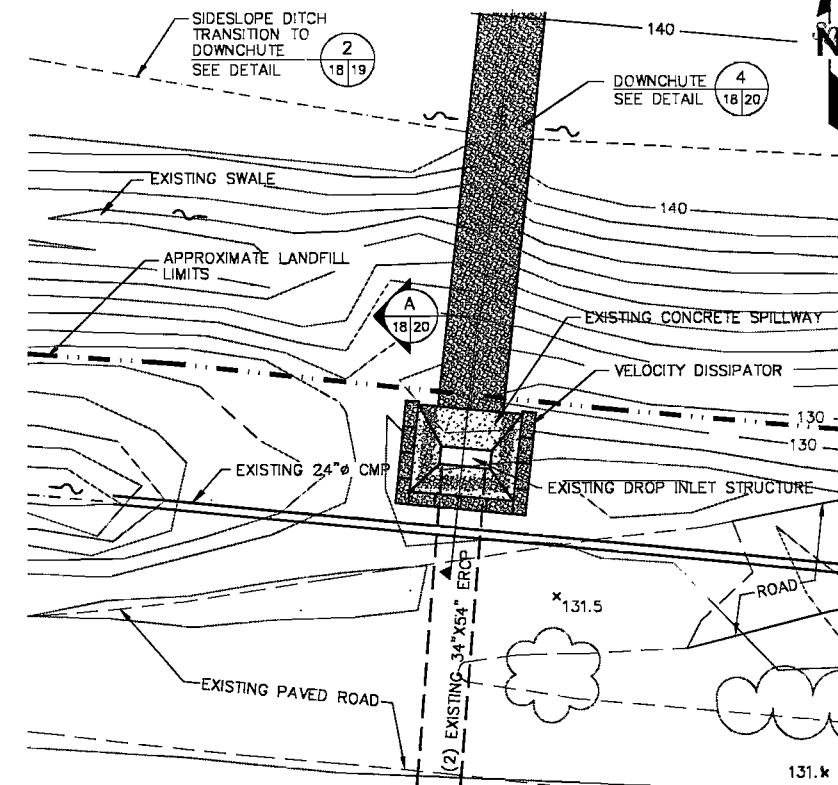 SIDESLOPE DITCH
TRANSITION TO
DOWNCHUTE
SEE DETAIL
2
18 19
140
N
DOWNCHUTE
SEE DETAIL
4
18 20
EXISTING SWALE
140
APPROXIMATE LANDFILL
LIMITS
A
18 20
EXISTING CONCRETE SPILLWAY
VELOCITY DISSIPATOR
130
130
EXISTING 24"ø CMP
EXISTING DROP INLET STRUCTURE
(2) EXISTING 34"X54" ERCP
ROAD
×131.5
EXISTING PAVED ROAD
131.